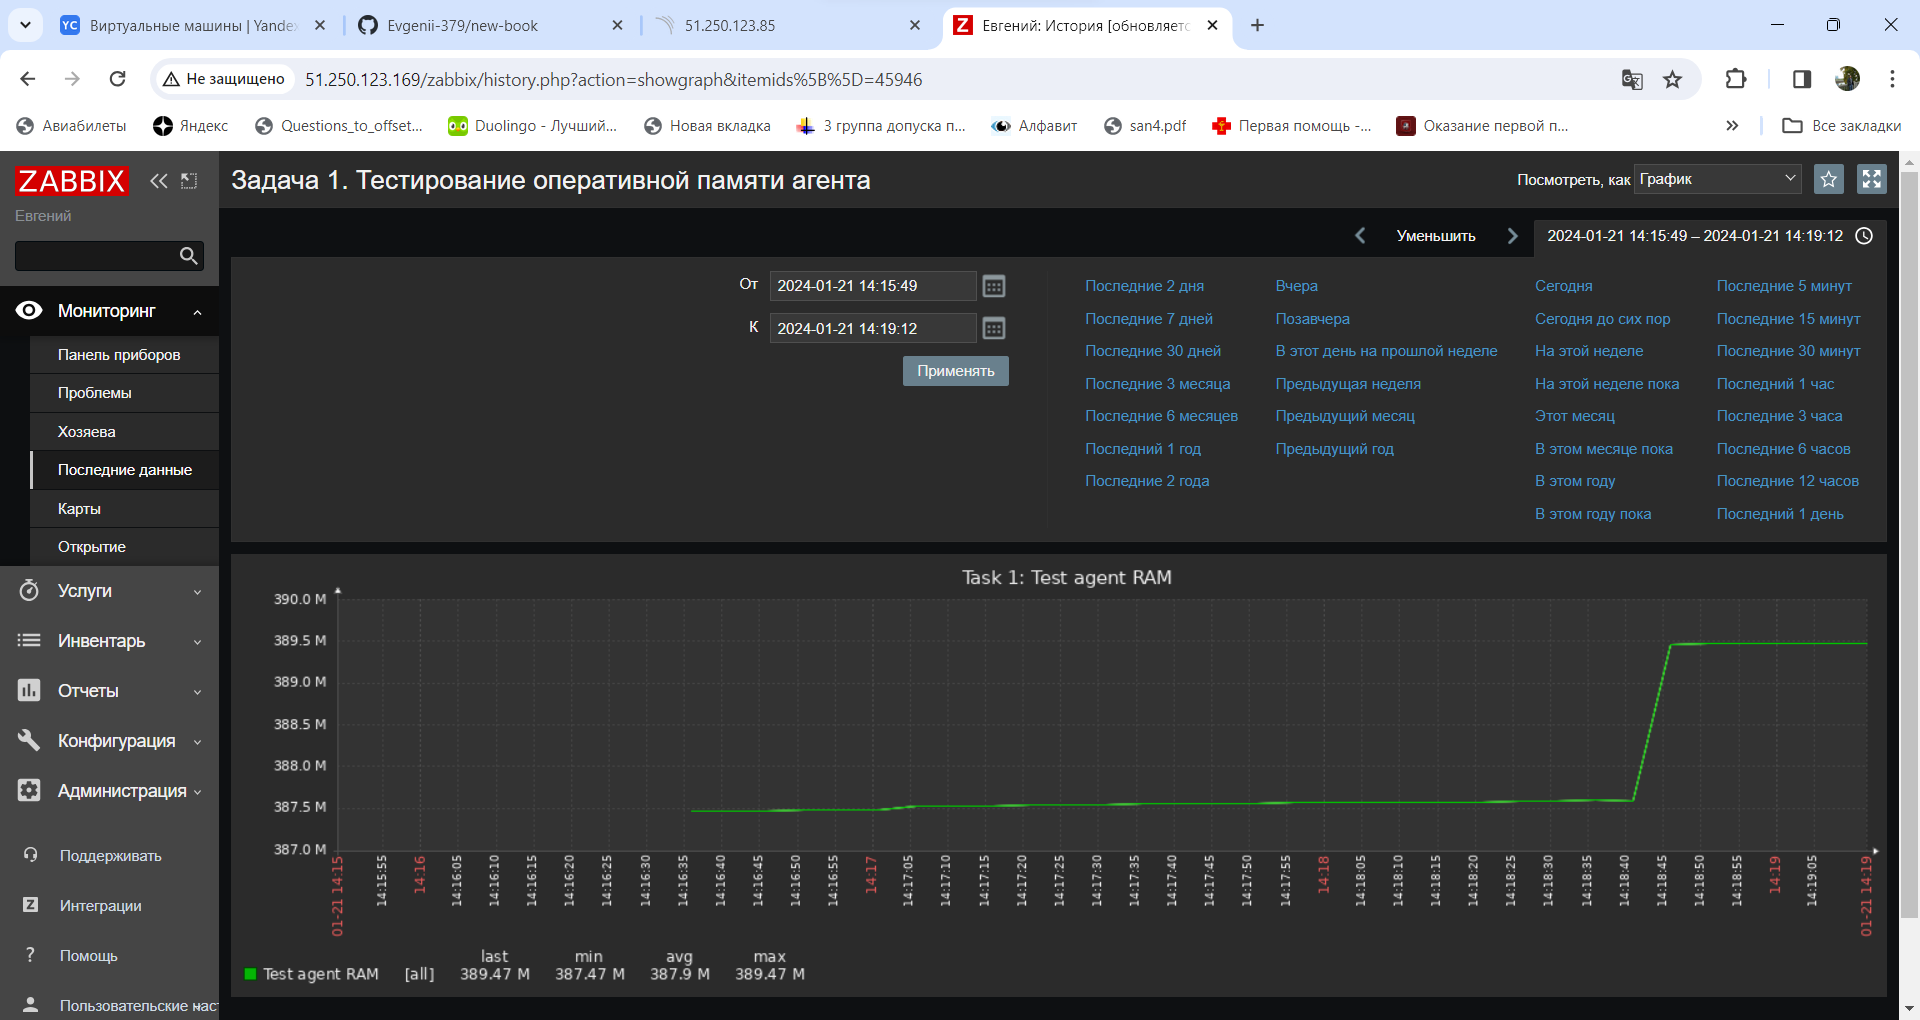 YC Виртуальные машины | Yande
Evgenii-379/new-book
51.250.123.85
Z Евгений: История [обновляетс
Не защищено
51.250.123.169/zabbix/history.php?action=showgraph&itemids%5B%5D=45946
Авиабилеты
Яндекс
Questions_to_offset...
Duolingo - Лучший...
Новая вкладка
3 группа допуска п...
Алфавит
san4.pdf
Первая помощь -...
Оказание первой п...
Все закладки
ZABBIX
Евгений
Мониторинг
Панель приборов
Проблемы
Хозяева
Последние данные
Карты
Открытие
Услуги
Инвентарь
Отчеты
Конфигурация
Администрация
Поддерживать
Z Интеграции
? Помощь
Пользовательские наст
Задача 1. Тестирование оперативной памяти агента
Посмотреть, как График
Уменьшить
2024-01-21 14:15:49 – 2024-01-21 14:19:12
От 2024-01-21 14:15:49
К 2024-01-21 14:19:12
Применять
Последние 2 дня
Последние 7 дней
Последние 30 дней
Последние 3 месяца
Последние 6 месяцев
Последний 1 год
Последние 2 года
Вчера
Позавчера
В этот день на прошлой неделе
Предыдущая неделя
Предыдущий месяц
Предыдущий год
Сегодня
Сегодня до сих пор
На этой неделе
На этой неделе пока
Этот месяц
В этом месяце пока
В этом году
В этом году пока
Последние 5 минут
Последние 15 минут
Последние 30 минут
Последний 1 час
Последние 3 часа
Последние 6 часов
Последние 12 часов
Последний 1 день
Task 1: Test agent RAM
390.0 M
389.5 M
389.0 M
388.5 M
388.0 M
387.5 M
387.0 M
01-21 14:15
14:15:55
14:16
14:16:05
14:16:10
14:16:15
14:16:20
14:16:25
14:16:30
14:16:35
14:16:40
14:16:45
14:16:50
14:16:55
14:17
14:17:05
14:17:10
14:17:15
14:17:20
14:17:25
14:17:30
14:17:35
14:17:40
14:17:45
14:17:50
14:17:55
14:18
14:18:05
14:18:10
14:18:15
14:18:20
14:18:25
14:18:30
14:18:35
14:18:40
14:18:45
14:18:50
14:18:55
14:19
14:19:05
01-21 14:19
last min avg max
Test agent RAM [all] 389.47 M 387.47 M 387.9 M 389.47 M